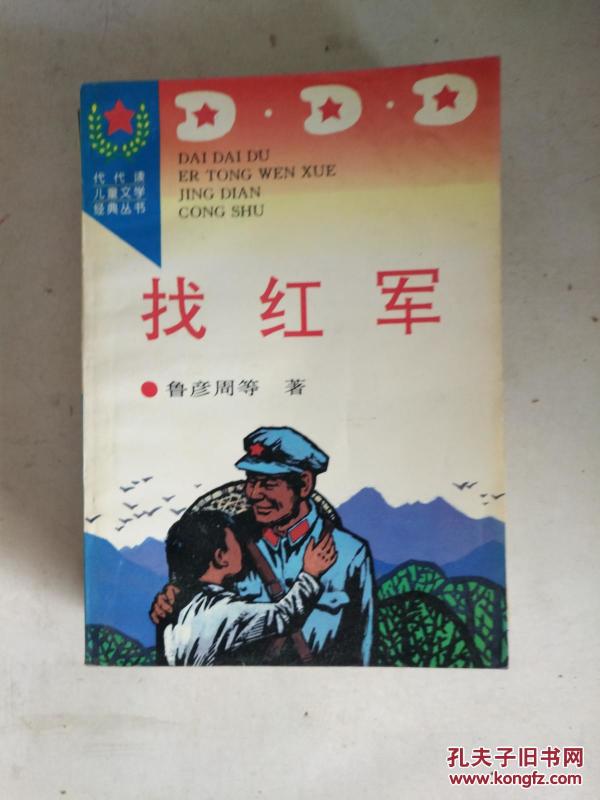 D·D·D
代代读
儿童文学
经典丛书
DAI DAI DU
ER TONG WEN XUE
JING DIAN
CONG SHU
找红军
●鲁彦周等 著
孔夫子旧书网
www.kongfz.com